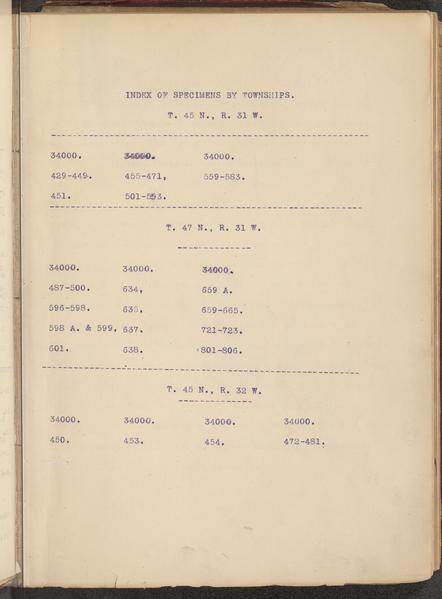 INDEX OF SPECIMENS BY TOWNSHIPS.
T. 45 N., R. 31 W.
34000. 34000. 34000.
429-449. 455-471, 559-583.
451. 501-553.
T. 47 N., R. 31 W.
34000. 34000. 34000.
487-500. 634, 659 A.
596-598. 659-665.
598 A. & 599. 637. 721-723.
601. 638. 801-806.
T. 45 N., R. 32 W.
34000. 34000. 34000. 34000.
450. 453. 454. 472-481.